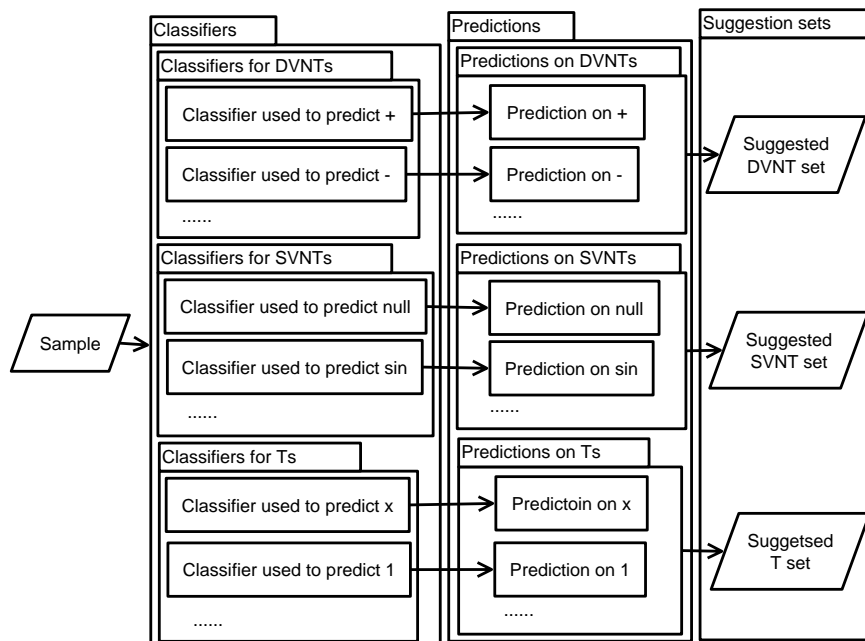 Classifiers
Predictions
Suggestion sets
Classifiers for DVNTs
Classifier used to predict +
Classifier used to predict -
......
Predictions on DVNTs
Prediction on +
Prediction on -
......
Suggested
DVNT set
Sample
Classifiers for SVNTs
Classifier used to predict null
Classifier used to predict sin
......
Predictions on SVNTs
Prediction on null
Prediction on sin
......
Suggested
SVNT set
Classifiers for Ts
Classifier used to predict x
Classifier used to predict 1
......
Predictions on Ts
Predictoin on x
Prediction on 1
......
Suggetsed
T set